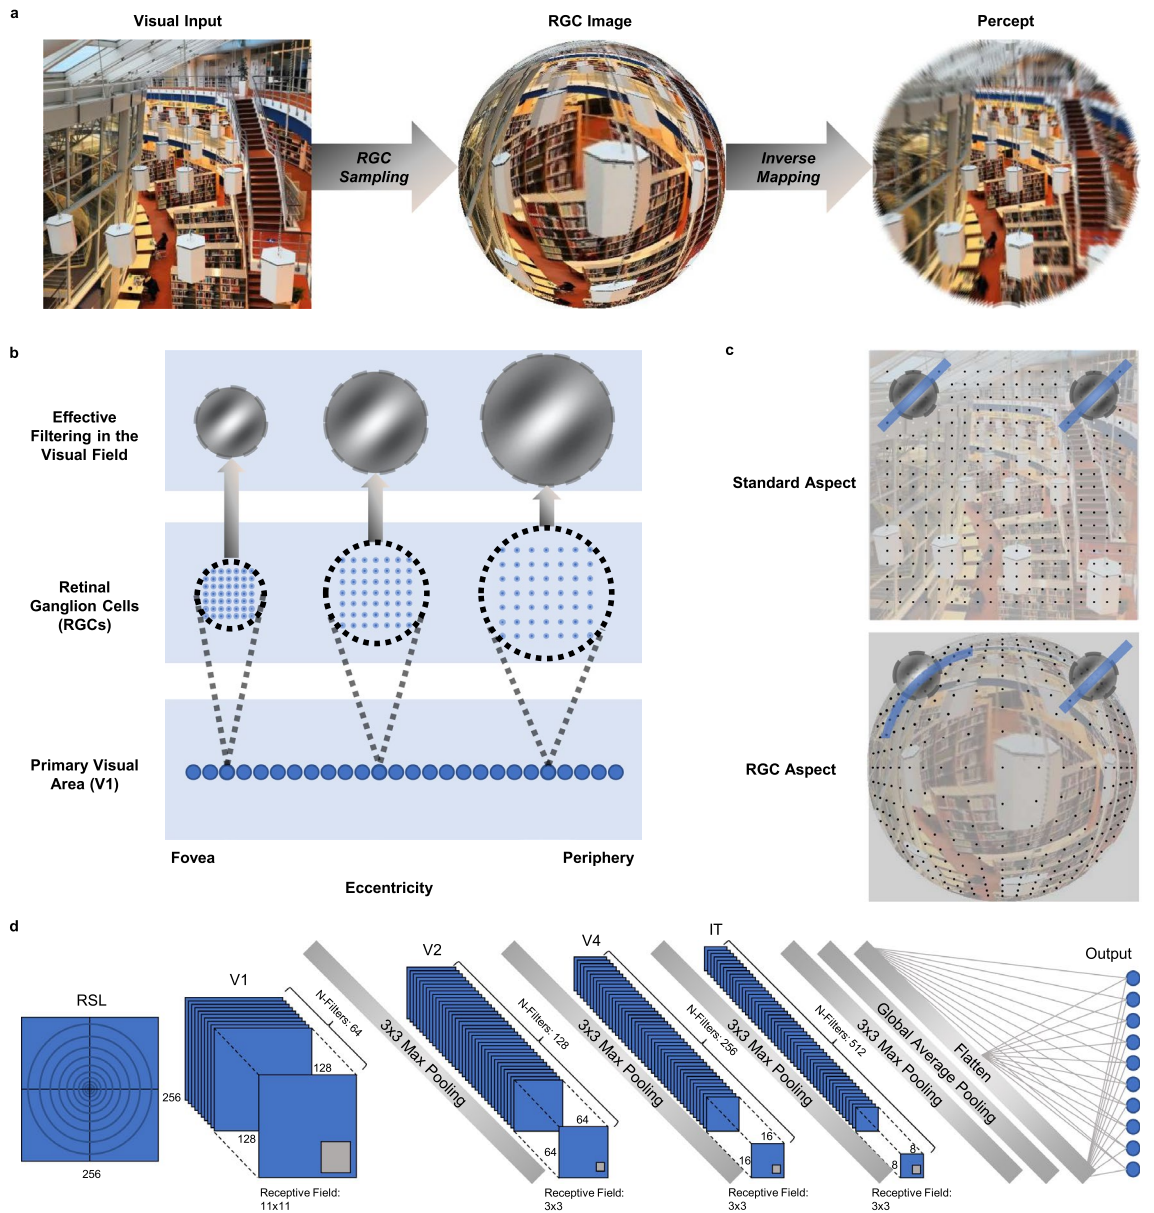 a
Visual Input
RGC Image
Percept
RGC
Sampling
Inverse
Mapping
b
Effective
Filtering in the
Visual Field
Retinal
Ganglion Cells
(RGCs)
Primary Visual
Area (V1)
Fovea
Periphery
Eccentricity
c
Standard Aspect
RGC Aspect
d
RSL
256
256
V1
N-Filters: 64
128
128
Receptive Field:
11x11
3x3 Max Pooling
V2
N-Filters: 128
64
64
Receptive Field:
3x3
3x3 Max Pooling
V4
N-Filters: 256
16
16
Receptive Field:
3x3
3x3 Max Pooling
IT
N-Filters: 512
8
8
Receptive Field:
3x3
3x3 Max Pooling
Global Average Pooling
Flatten
Output